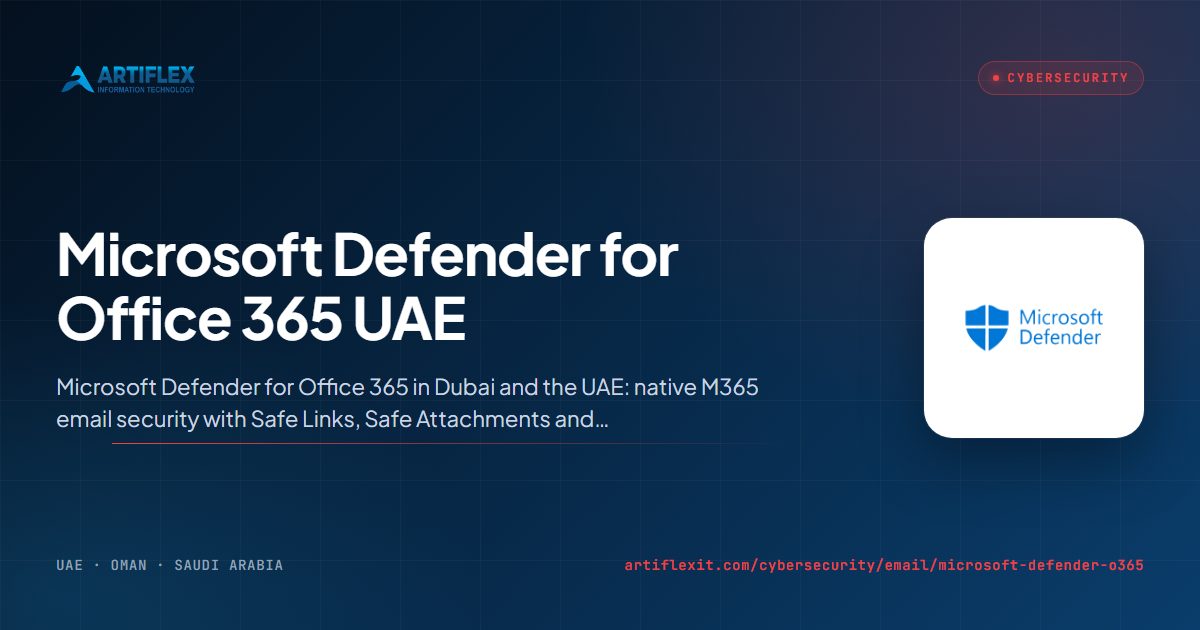 ARTIFLEX
INFORMATION TECHNOLOGY
CYBERSECURITY
Microsoft Defender for
Office 365 UAE
Microsoft Defender for Office 365 in Dubai and the UAE: native M365
email security with Safe Links, Safe Attachments and...
Microsoft
Defender
UAE · OMAN · SAUDI ARABIA
artiflexit.com/cybersecurity/email/microsoft-defender-o365